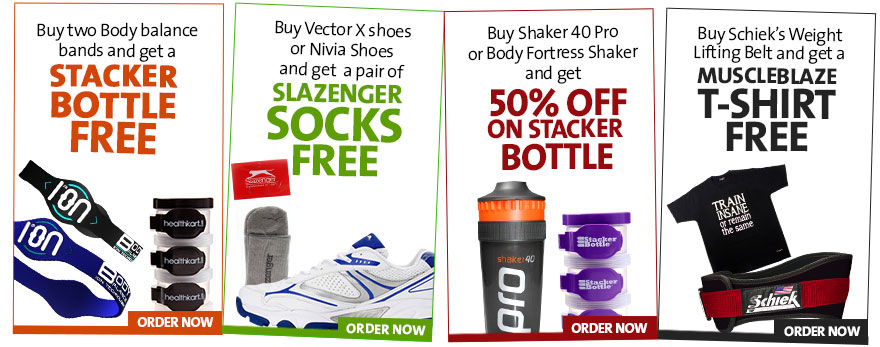 Buy two Body balance
bands and get a
STACKER
BOTTLE
FREE
healthkart
healthkart
healthkart
ORDER NOW
Buy Vector X shoes
or Nivia Shoes
and get a pair of
SLAZENGER
SOCKS
FREE
Slazenger
ORDER NOW
Buy Shaker 40 Pro
or Body Fortress Shaker
and get
50% OFF
ON STACKER
BOTTLE
shaker40
pro
Stacker
Bottle
Stacker
Bottle
ORDER NOW
Buy Schiek's Weight
Lifting Belt and get a
MUSCLEBLAZE
T-SHIRT
FREE
TRAIN
INSANE
or remain
the same
Schiek
ORDER NOW